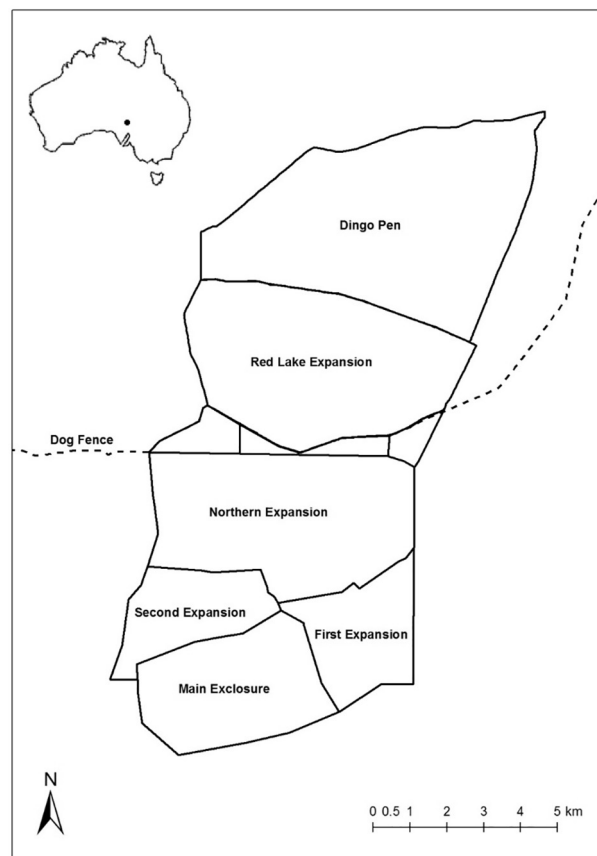 Dingo Pen
Red Lake Expansion
Dog Fence
Northern Expansion
Second Expansion
First Expansion
Main Exclosure
N
0 0.5 1 2 3 4 5 km